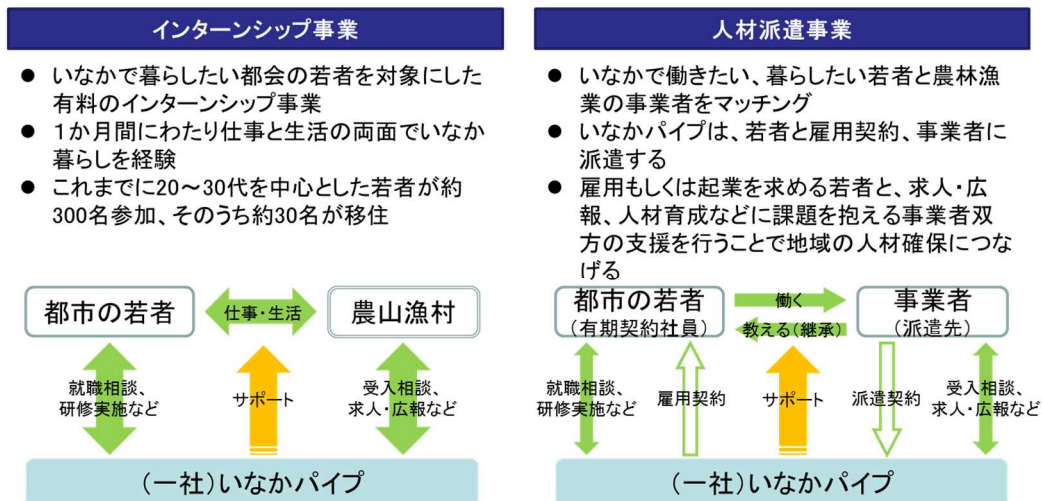 インターンシップ事業
● いなかで暮らしたい都会の若者を対象にした
有料のインターンシップ事業
● １か月間にわたり仕事と生活の両面でいなか
暮らしを経験
● これまでに20～30代を中心とした若者が約
300名参加、そのうち約30名が移住
都市の若者
仕事・生活
農山漁村
就職相談、
研修実施など
サポート
受入相談、
求人・広報など
(一社)いなかパイプ
人材派遣事業
● いなかで働きたい、暮らしたい若者と農林漁
業の事業者をマッチング
● いなかパイプは、若者と雇用契約、事業者に
派遣する
● 雇用もしくは起業を求める若者と、求人・広
報、人材育成などに課題を抱える事業者双
方の支援を行うことで地域の人材確保につな
げる
都市の若者
(有期契約社員)
働く
教える(継承)
事業者
(派遣先)
就職相談、
研修実施など
雇用契約
サポート
派遣契約
受入相談、
求人・広報など
(一社)いなかパイプ